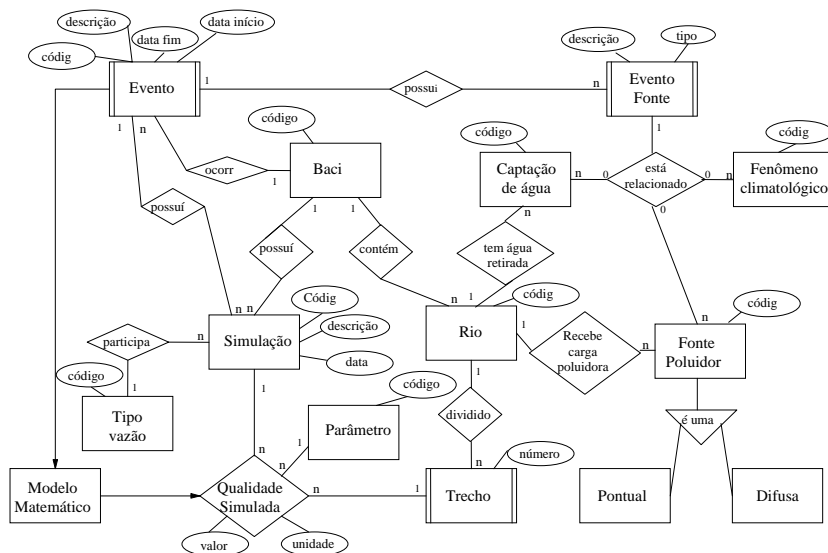 descrição
data fim
data início
códig
Evento
1
possui
n
descrição
tipo
Evento
Fonte
1
n
1
código
ocorr
1
Baci
1
1
código
Captação
de água
n
n
0
está
relacionado
0
0
n
códig
Fenômeno
climatológico
possuí
possuí
contém
tem água
retirada
n
n
n
1
códig
Códig
descrição
data
Simulação
n
1
Rio
1
1
Recebe
carga
poluidora
n
n
códig
Fonte
Poluidor
participa
1
código
Tipo
vazão
código
Parâmetro
1
n
n
dividido
n
número
é uma
Modelo
Matemático
Qualidade
Simulada
n
1
Trecho
Pontual
Difusa
valor
unidade